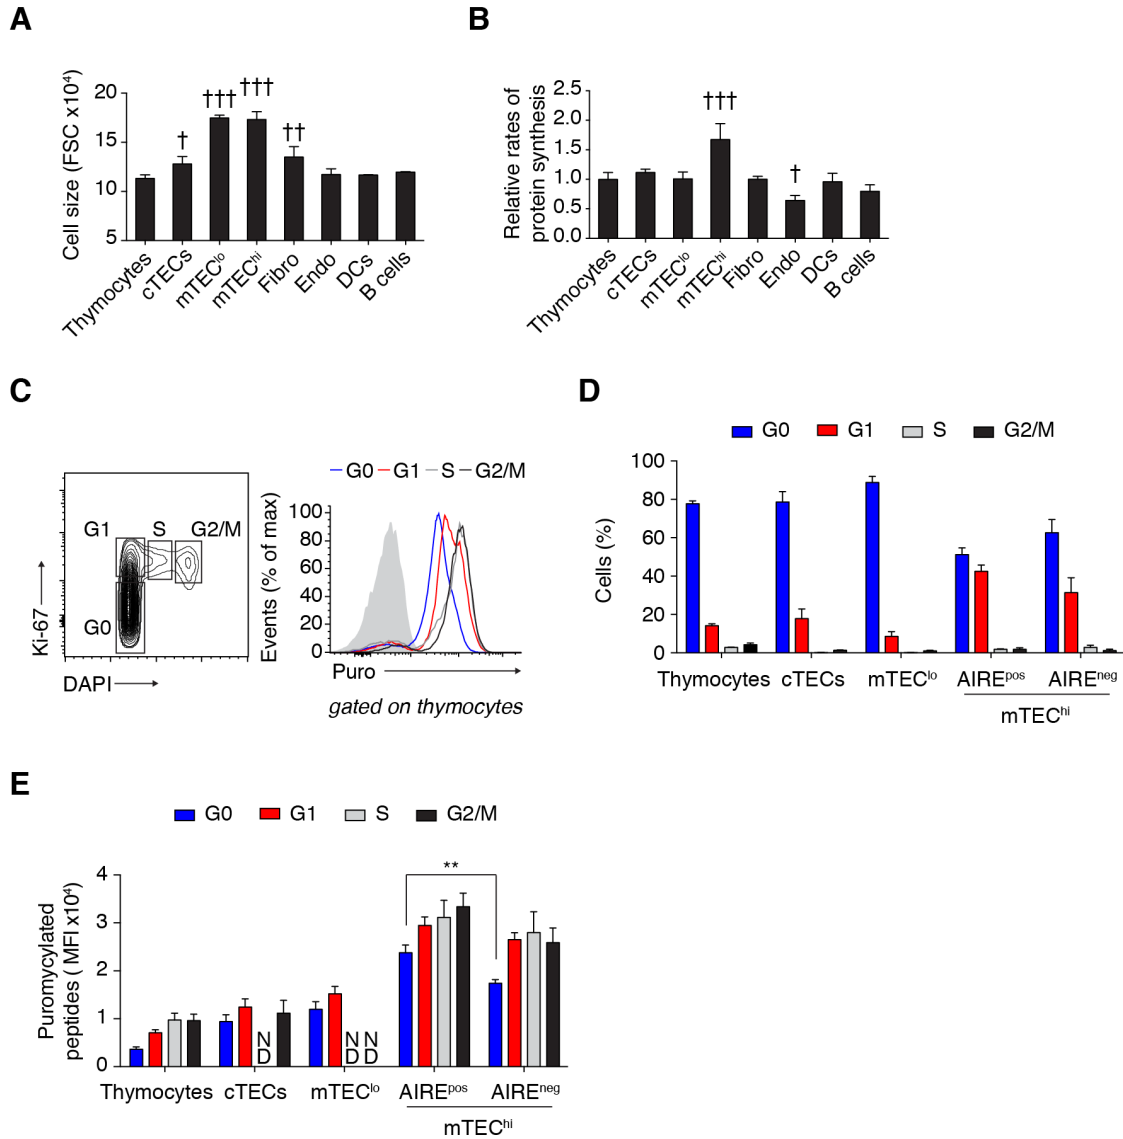 A
Cell size (FSC x10⁴)
20
15
10
5
†
†††
†††
††
Thymocytes
cTECs
mTECˡᵒ
mTECʰⁱ
Fibro
Endo
DCs
B cells
B
Relative rates of
protein synthesis
2.5
2.0
1.5
1.0
0.5
0.0
†††
†
Thymocytes
cTECs
mTECˡᵒ
mTECʰⁱ
Fibro
Endo
DCs
B cells
C
Ki-67
G1
S
G2/M
G0
DAPI
G0 G1 S G2/M
Events (% of max)
100
80
60
40
20
0
Puro
gated on thymocytes
D
G0 G1 S G2/M
Cells (%)
100
80
60
40
20
0
Thymocytes cTECs mTECˡᵒ AIREᵖᵒˢ AIREⁿᵉᵍ
mTECʰⁱ
E
G0 G1 S G2/M
Puromycylated
peptides ( MFI x10⁴)
4
3
2
1
0
**
N
D
N N
D D
Thymocytes cTECs mTECˡᵒ AIREᵖᵒˢ AIREⁿᵉᵍ
mTECʰⁱ